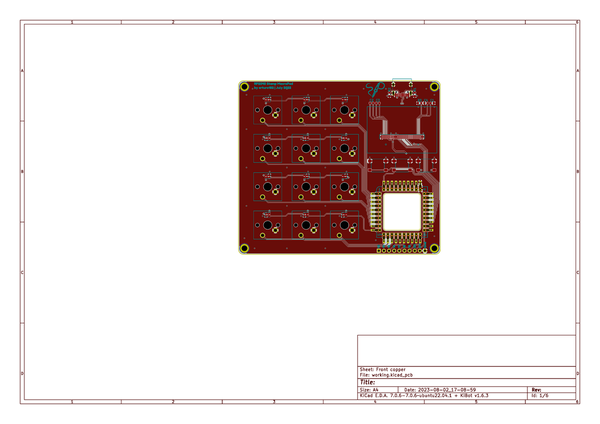 1 2 3 4 5 6
A A
B B
C C
D D
Sheet: Front copper
File: working.kicad_pcb
Title:
Size: A4 Date: 2023-08-02_17-08-59 Rev:
KiCad E.D.A. 7.0.6-7.0.6~ubuntu22.04.1 + KiBot v1.6.3 Id: 1/6
1 2 3 4 5 6